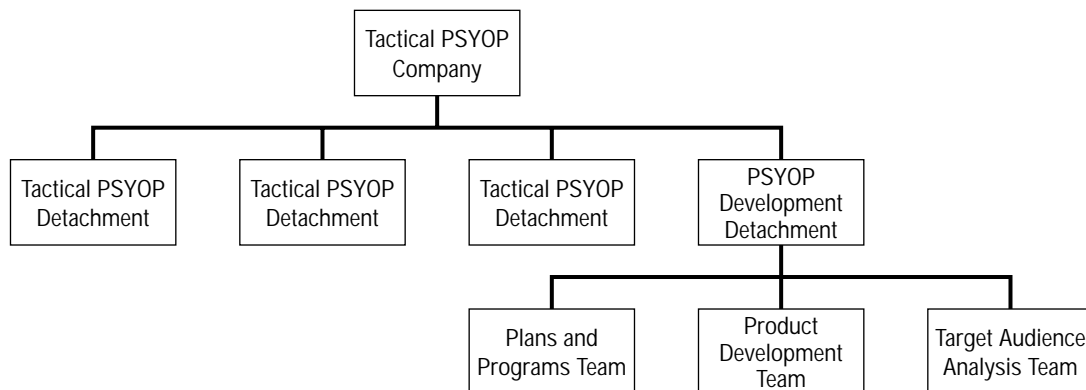 Tactical PSYOP
Company
Tactical PSYOP
Detachment
Tactical PSYOP
Detachment
Tactical PSYOP
Detachment
PSYOP
Development
Detachment
Plans and
Programs Team
Product
Development
Team
Target Audience
Analysis Team